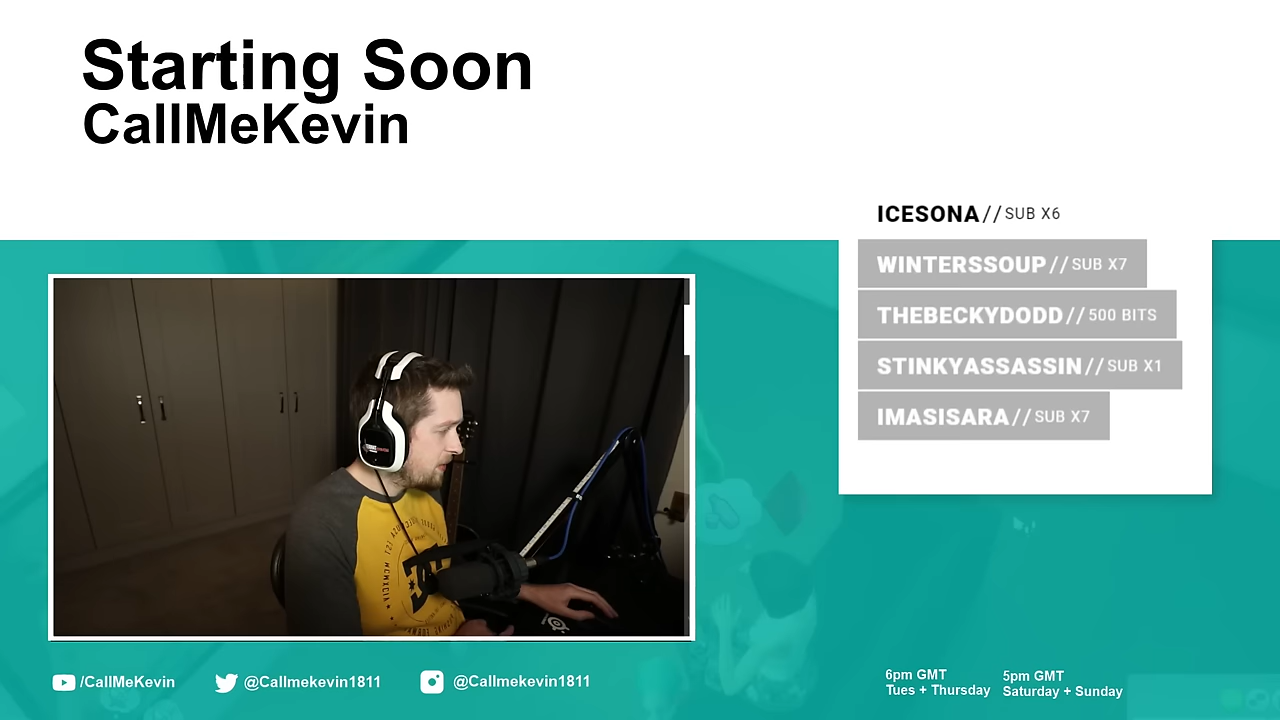 Starting Soon
CallMeKevin
ICESONA // SUB X6
WINTERSSOUP // SUB X7
THEBECKYDODD // 500 BITS
STINKYASSASSIN // SUB X1
IMASISARA // SUB X7
/CallMeKevin
@Callmekevin1811
@Callmekevin1811
6pm GMT
Tues + Thursday
5pm GMT
Saturday + Sunday